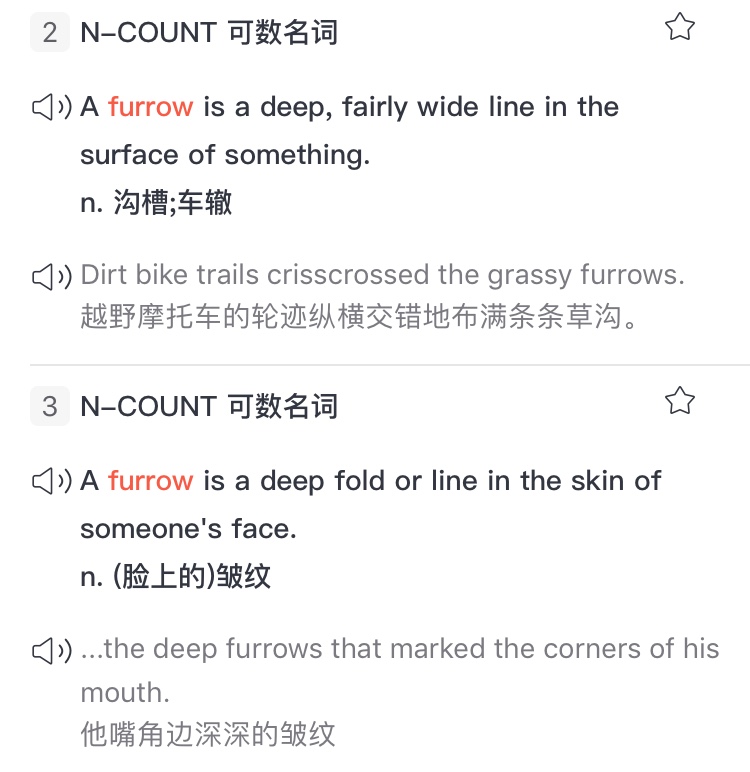 2 N–COUNT 可数名词
A furrow is a deep, fairly wide line in the
surface of something.
n. 沟槽;车辙
Dirt bike trails crisscrossed the grassy furrows.
越野摩托车的轮迹纵横交错地布满条条草沟。
3 N–COUNT 可数名词
A furrow is a deep fold or line in the skin of
someone's face.
n. (脸上的)皱纹
...the deep furrows that marked the corners of his
mouth.
他嘴角边深深的皱纹